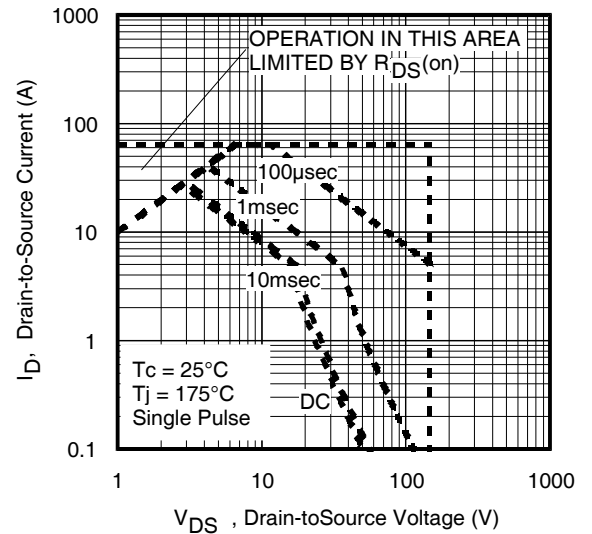 1000
OPERATION IN THIS AREA
LIMITED BY RDS(on)
100
100µsec
1msec
10
10msec
1
Tc = 25°C
Tj = 175°C
Single Pulse
DC
0.1
1 10 100 1000
VDS , Drain-toSource Voltage (V)
ID, Drain-to-Source Current (A)